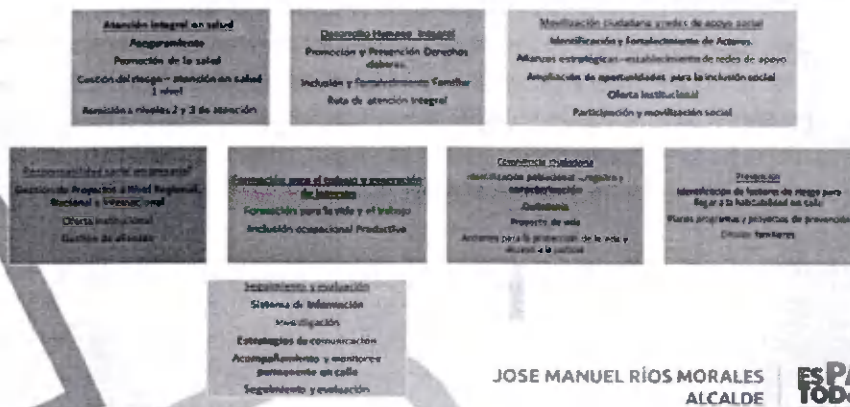 Atención integral en salud
Aseguramiento
Promoción de la salud
Gestión del riesgo – atención en salud
1 nivel
Remisión a niveles 2 y 3 de atención
Desarrollo Humano Integral
Promoción y Prevención Derechos
Inclusión y Fortalecimiento Familiar
Ruta de atención Integral
Movilización ciudadana y redes de apoyo social
Identificación y Fortalecimiento de Actores.
Alianzas estratégicas – establecimiento de redes de apoyo
Ampliación de oportunidades para la inclusión social
Oferta Institucional
Participación y movilización social
Responsabilidad social empresarial
Gestión de Proyectos a Nivel Regional,
Nacional e Internacional
Oferta Institucional
Gestión de alianzas
Formación para el trabajo y generación
de ingresos
Formación para la vida y el trabajo
Inclusión ocupacional Productiva
Convivencia ciudadana
Identificación poblacional – registro y
caracterización
Ciudadanía
Proyecto de vida
Acciones para la protección de la vida y
acceso a la justicia
Prevención
Identificación de factores de riesgo para
llegar a la habitabilidad en calle
Planes programas y proyectos de prevención
familiares
Seguimiento y evaluación
Sistema de Información
Investigación
Estrategias de comunicación
Acompañamiento y monitoreo
permanente en calle
Seguimiento y evaluación
JOSE MANUEL RÍOS MORALES
ALCALDE
ES PA
TODO